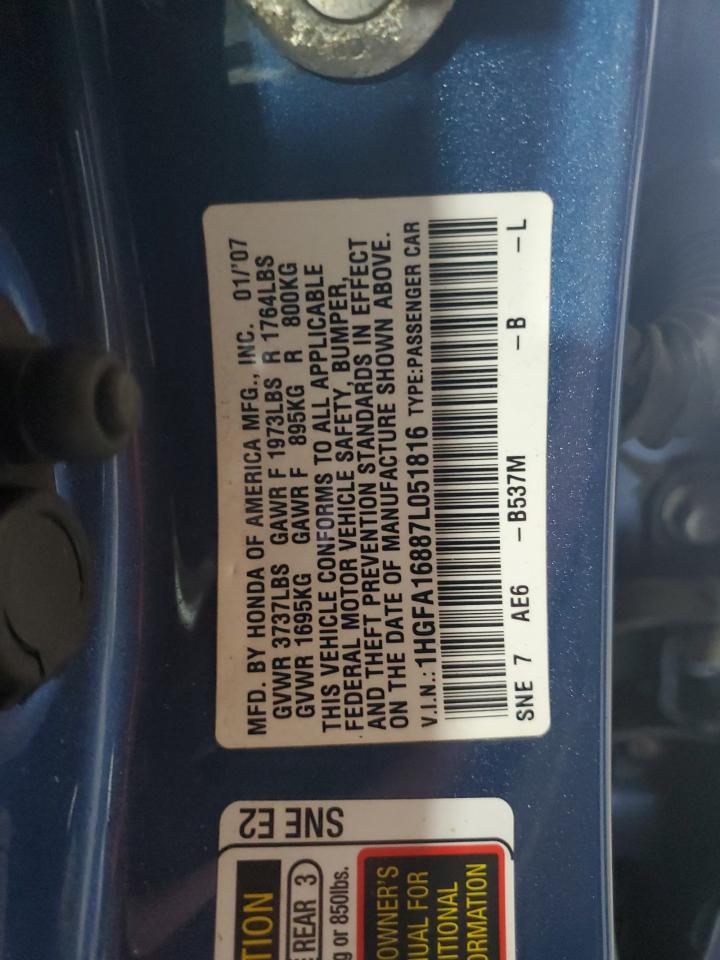 MFD. BY HONDA OF AMERICA MFG., INC. 01/'07
GVWR 3737LBS GAWR F 1973LBS R 1764LBS
GVWR 1695KG GAWR F 895KG R 800KG
THIS VEHICLE CONFORMS TO ALL APPLICABLE
FEDERAL MOTOR VEHICLE SAFETY, BUMPER,
AND THEFT PREVENTION STANDARDS IN EFFECT
ON THE DATE OF MANUFACTURE SHOWN ABOVE.
V.I.N.: 1HGFA16887L051816 TYPE:PASSENGER CAR
SNE 7 AE6 -B537M -B -L
SNE E2
TION
REAR 3
g or 850lbs.
OWNER'S
UAL FOR
ITIONAL
ORMATION